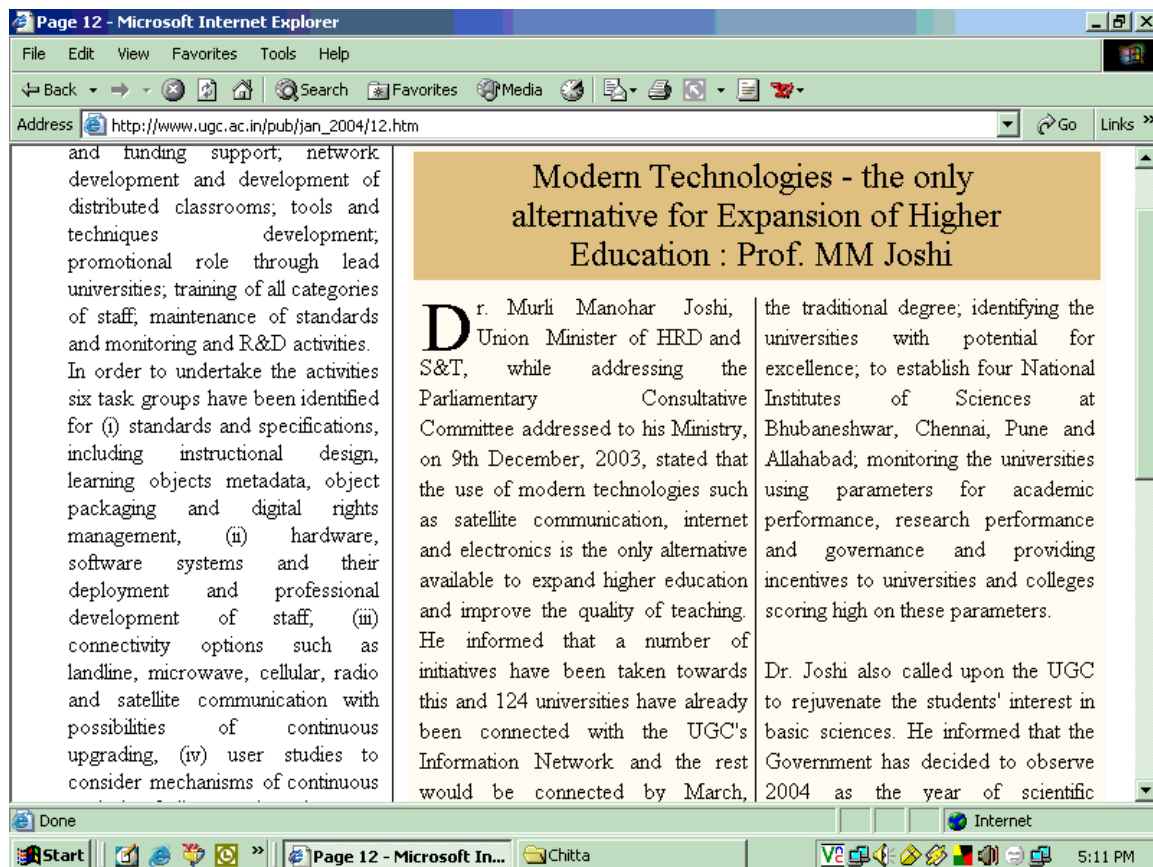 Page 12 - Microsoft Internet Explorer
File Edit View Favorites Tools Help
Back Search Favorites Media
Address http://www.ugc.ac.in/pub/jan_2004/12.htm Go Links »
and funding support; network
development and development of
distributed classrooms; tools and
techniques development;
promotional role through lead
universities; training of all categories
of staff; maintenance of standards
and monitoring and R&D activities.
In order to undertake the activities
six task groups have been identified
for (i) standards and specifications,
including instructional design,
learning objects metadata, object
packaging and digital rights
management, (ii) hardware,
software systems and their
deployment and professional
development of staff, (iii)
connectivity options such as
landline, microwave, cellular, radio
and satellite communication with
possibilities of continuous
upgrading, (iv) user studies to
consider mechanisms of continuous
Modern Technologies - the only
alternative for Expansion of Higher
Education : Prof. MM Joshi
Dr. Murli Manohar Joshi,
Union Minister of HRD and
S&T, while addressing the
Parliamentary Consultative
Committee addressed to his Ministry,
on 9th December, 2003, stated that
the use of modern technologies such
as satellite communication, internet
and electronics is the only alternative
available to expand higher education
and improve the quality of teaching.
He informed that a number of
initiatives have been taken towards
this and 124 universities have already
been connected with the UGC's
Information Network and the rest
would be connected by March,
the traditional degree; identifying the
universities with potential for
excellence; to establish four National
Institutes of Sciences at
Bhubaneshwar, Chennai, Pune and
Allahabad; monitoring the universities
using parameters for academic
performance, research performance
and governance and providing
incentives to universities and colleges
scoring high on these parameters.
Dr. Joshi also called upon the UGC
to rejuvenate the students' interest in
basic sciences. He informed that the
Government has decided to observe
2004 as the year of scientific
Done Internet
Start » Page 12 - Microsoft In... Chitta V2 5:11 PM